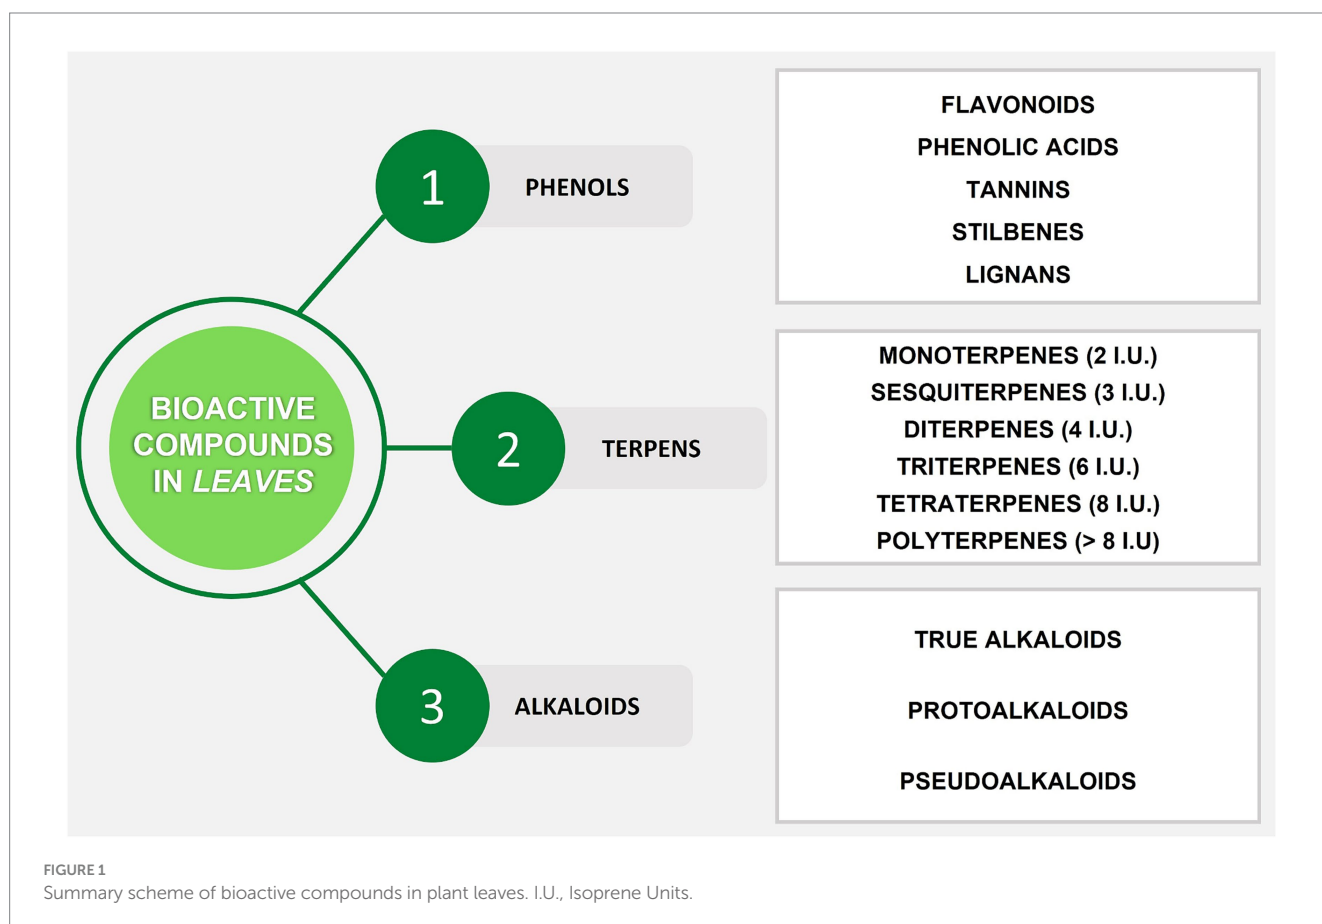 BIOACTIVE
COMPOUNDS
IN LEAVES
1
PHENOLS
FLAVONOIDS
PHENOLIC ACIDS
TANNINS
STILBENES
LIGNANS
2
TERPENS
MONOTERPENES (2 I.U.)
SESQUITERPENES (3 I.U.)
DITERPENES (4 I.U.)
TRITERPENES (6 I.U.)
TETRATERPENES (8 I.U.)
POLYTERPENES (> 8 I.U)
3
ALKALOIDS
TRUE ALKALOIDS
PROTOALKALOIDS
PSEUDOALKALOIDS
FIGURE 1
Summary scheme of bioactive compounds in plant leaves. I.U., Isoprene Units.